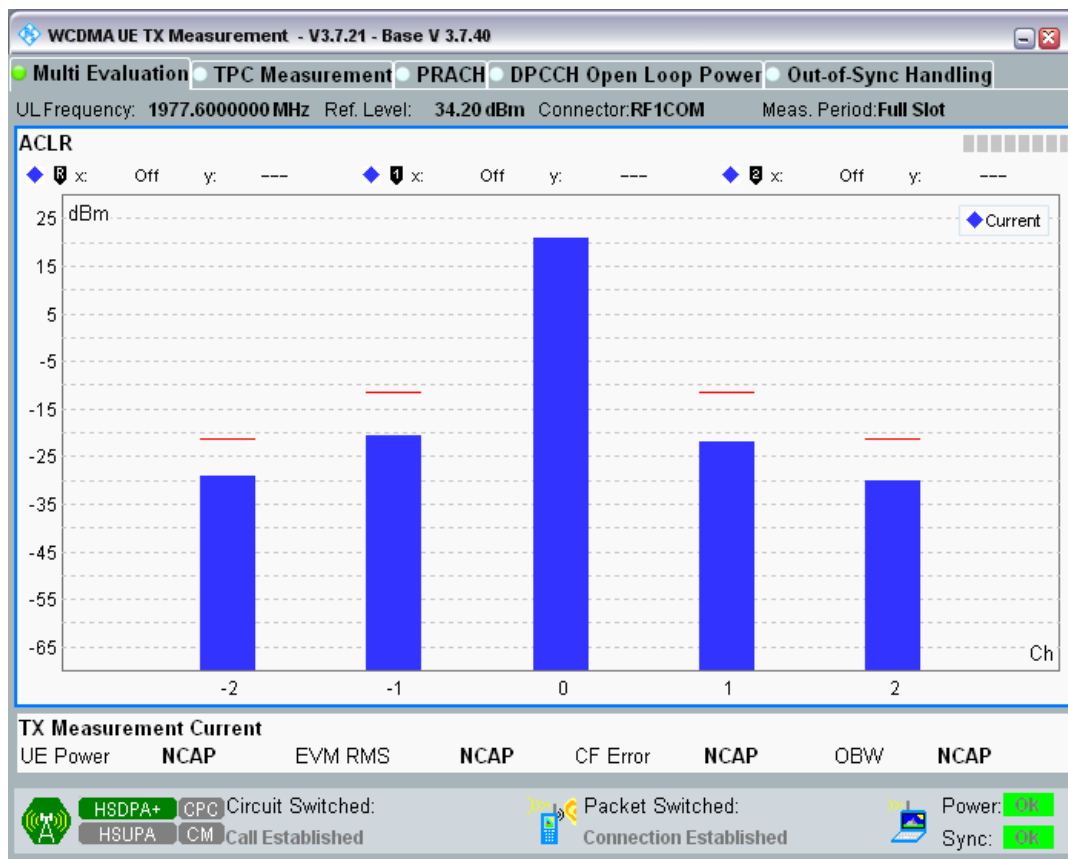 WCDMA UE TX Measurement - V3.7.21 - Base V 3.7.40
Multi Evaluation TPC Measurement PRACH DPCCH Open Loop Power Out-of-Sync Handling
UL Frequency: 1977.6000000 MHz Ref. Level: 34.20 dBm Connector: RF1COM Meas. Period: Full Slot
ACLR
R x: Off y: --- 1 x: Off y: --- 2 x: Off y: ---
dBm
Current
25
15
5
-5
-15
-25
-35
-45
-55
-65
Ch
-2 -1 0 1 2
TX Measurement Current
UE Power NCAP EVM RMS NCAP CF Error NCAP OBW NCAP
HSDPA+ CPC Circuit Switched: Packet Switched: Power: OK
HSUPA CM Call Established Connection Established Sync: OK